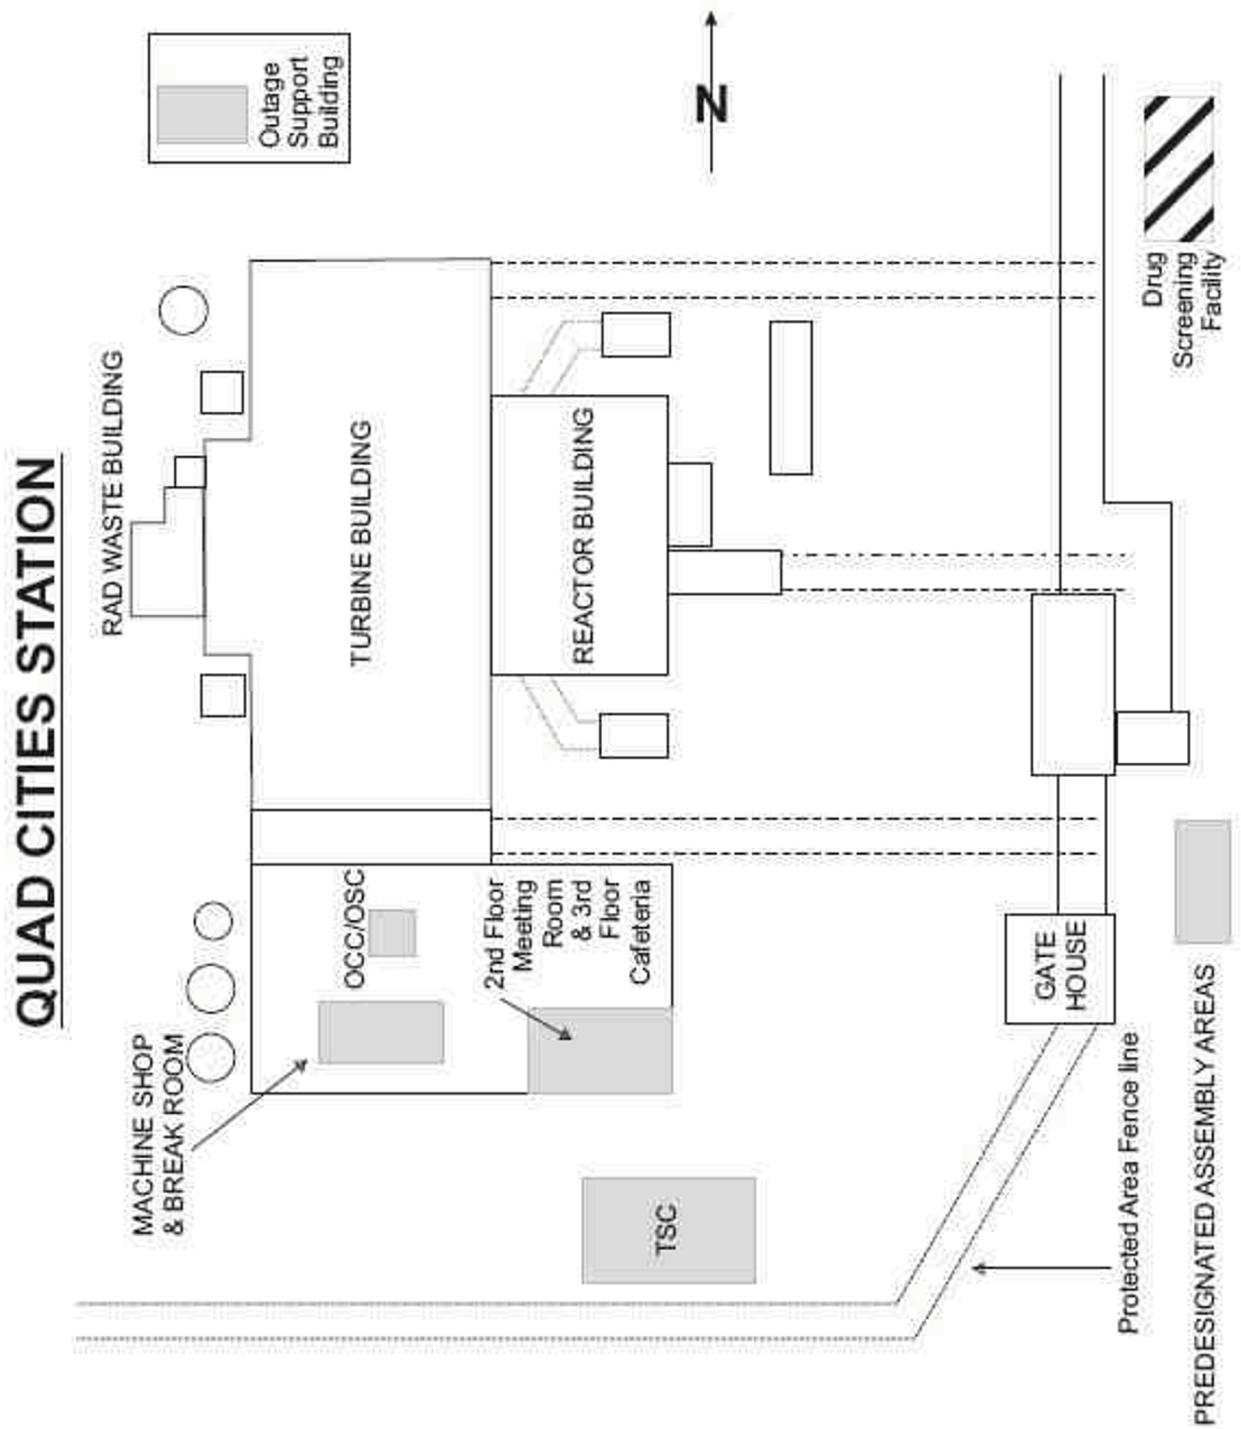 QUAD CITIES STATION
MACHINE SHOP
& BREAK ROOM
RAD WASTE BUILDING
Outage
Support
Building
OCC/OSC
TURBINE BUILDING
2nd Floor
Meeting
Room
& 3rd
Floor
Cafeteria
REACTOR BUILDING
TSC
N
GATE
HOUSE
Protected Area Fence line
Drug
Screening
Facility
PREDESIGNATED ASSEMBLY AREAS